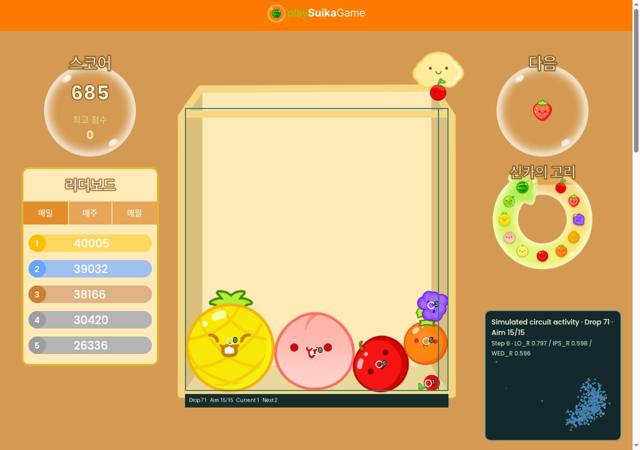 playSuikaGame
스코어
685
최고 점수
0
리더보드
매일 매주 매월
1 40005
2 39032
3 38166
4 30420
5 26336
다음
산카의 고리
Simulated circuit activity · Drop 71 ·
Aim 15/15
Step 6 · LO_R 0.797 / IPS_R 0.598 /
WED_R 0.596
Drop 71 Aim 15/15 Current 1 Next 2